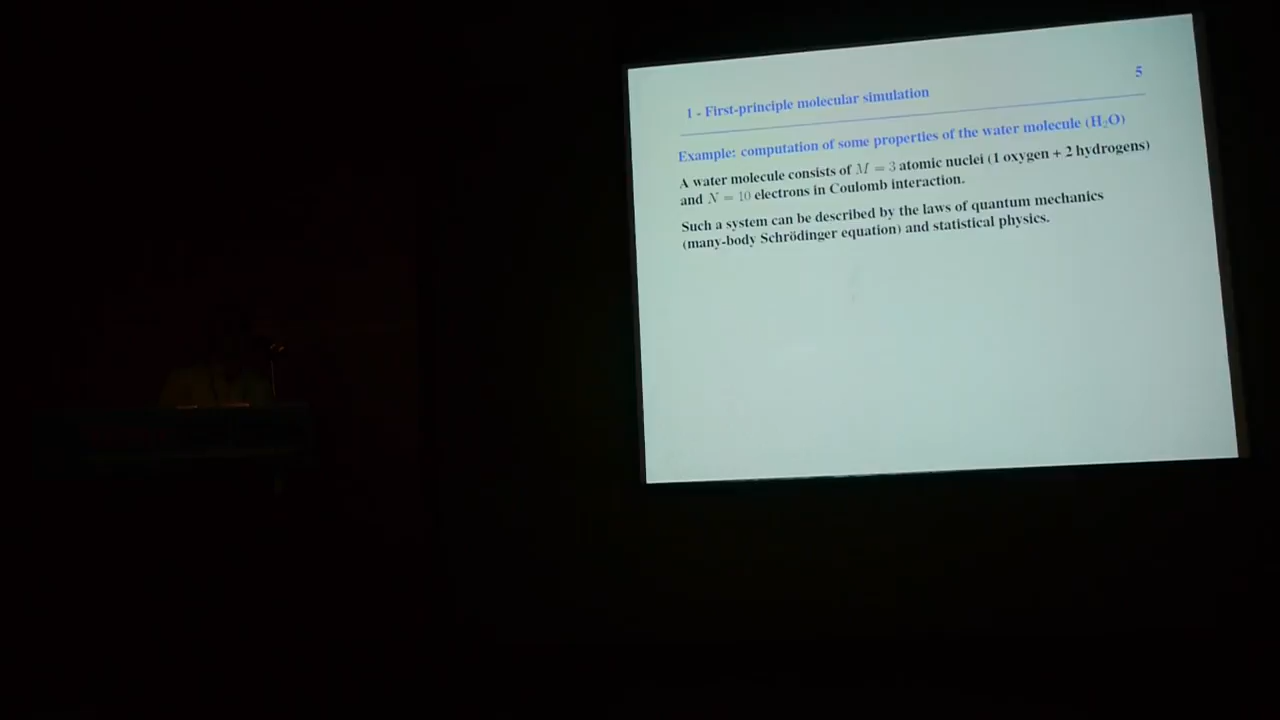 5
1 - First-principle molecular simulation
Example: computation of some properties of the water molecule (H₂O)
A water molecule consists of M = 3 atomic nuclei (1 oxygen + 2 hydrogens)
and N = 10 electrons in Coulomb interaction.
Such a system can be described by the laws of quantum mechanics
(many-body Schrödinger equation) and statistical physics.